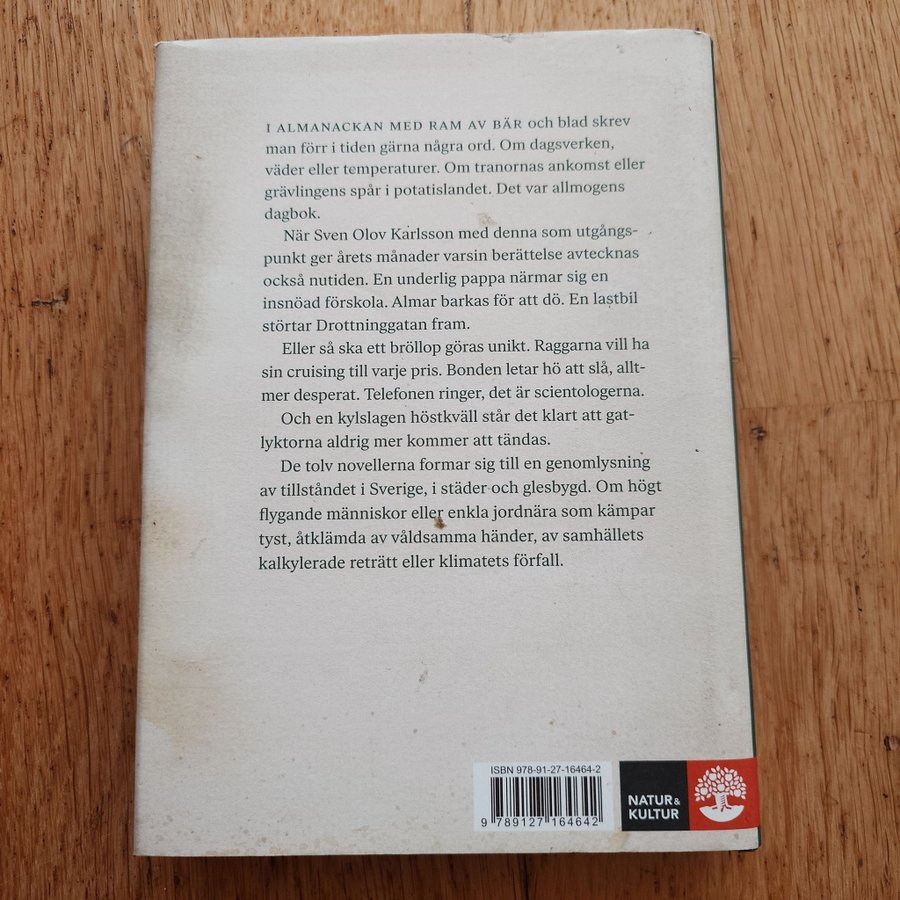 I ALMANACKAN MED RAM AV BÄR och blad skrev
man förr i tiden gärna några ord. Om dagsverken,
väder eller temperaturer. Om tranornas ankomst eller
grävlingens spår i potatislandet. Det var allmogens
dagbok.
När Sven Olov Karlsson med denna som utgångs-
punkt ger årets månader varsin berättelse avtecknas
också nutiden. En underlig pappa närmar sig en
insnöad förskola. Almar barkas för att dö. En lastbil
störtar Drottninggatan fram.
Eller så ska ett bröllop göras unikt. Raggarna vill ha
sin cruising till varje pris. Bonden letar hö att slå, allt-
mer desperat. Telefonen ringer, det är scientologerna.
Och en kylslagen höstkväll står det klart att gat-
lyktorna aldrig mer kommer att tändas.
De tolv novellerna formar sig till en genomlysning
av tillståndet i Sverige, i städer och glesbygd. Om högt
flygande människor eller enkla jordnära som kämpar
tyst, åtklämda av våldsamma händer, av samhällets
kalkylerade reträtt eller klimatets förfall.
ISBN 978-91-27-16464-2
9 789127 164642
NATUR &
KULTUR